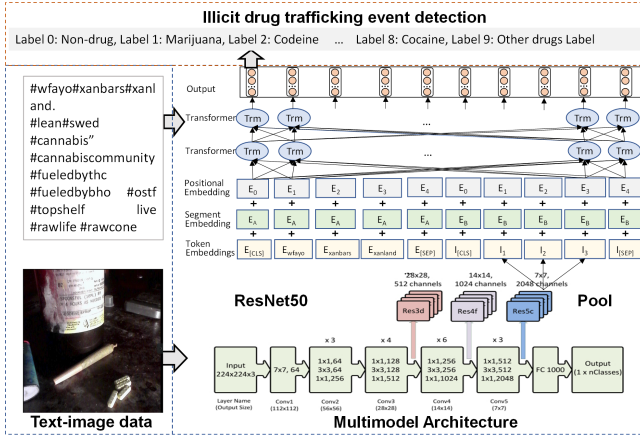 Illicit drug trafficking event detection
Label 0: Non-drug, Label 1: Marijuana, Label 2: Codeine ... Label 8: Cocaine, Label 9: Other drugs Label
#wfayo#xanbars#xanl
and.
#lean#swed
#cannabis”
#cannabiscommunity
#fueledbythc
#fueledbybho #ostf
#topshelf live
#rawlife #rawcone
Text-image data
Output
Transformer Trm Trm ... Trm Trm
Transformer Trm Trm ... Trm Trm
Positional Embedding E0 E1 E2 E3 E4 E0 E1 E2 E3 E4
+ + + + + + + + + +
Segment Embedding EA EA EA EA EA EB EB EB EB EB
+ + + + + + + + + +
Token Embeddings E[CLS] Ewfayo Exanbars Exanland E[SEP] I[CLS] I1 I2 I3 I[SEP]
28x28, 512 channels
14x14, 1024 channels
7x7, 2048 channels
ResNet50
Res3d Res4f Res5c
Pool
x 3 x 4 x 6 x 3
Input 224x224x3
7x7, 64
1x1,64 3x3,64 1x1,256
1x1,128 3x3,128 1x1,512
1x1,256 3x3,256 1x1,1024
1x1,512 3x3,512 1x1,2048
FC 1000
Output (1 x nClasses)
Layer Name (Output Size)
Conv1 (112x112)
Conv2 (56x56)
Conv3 (28x28)
Conv4 (14x14)
Conv5 (7x7)
Multimodel Architecture